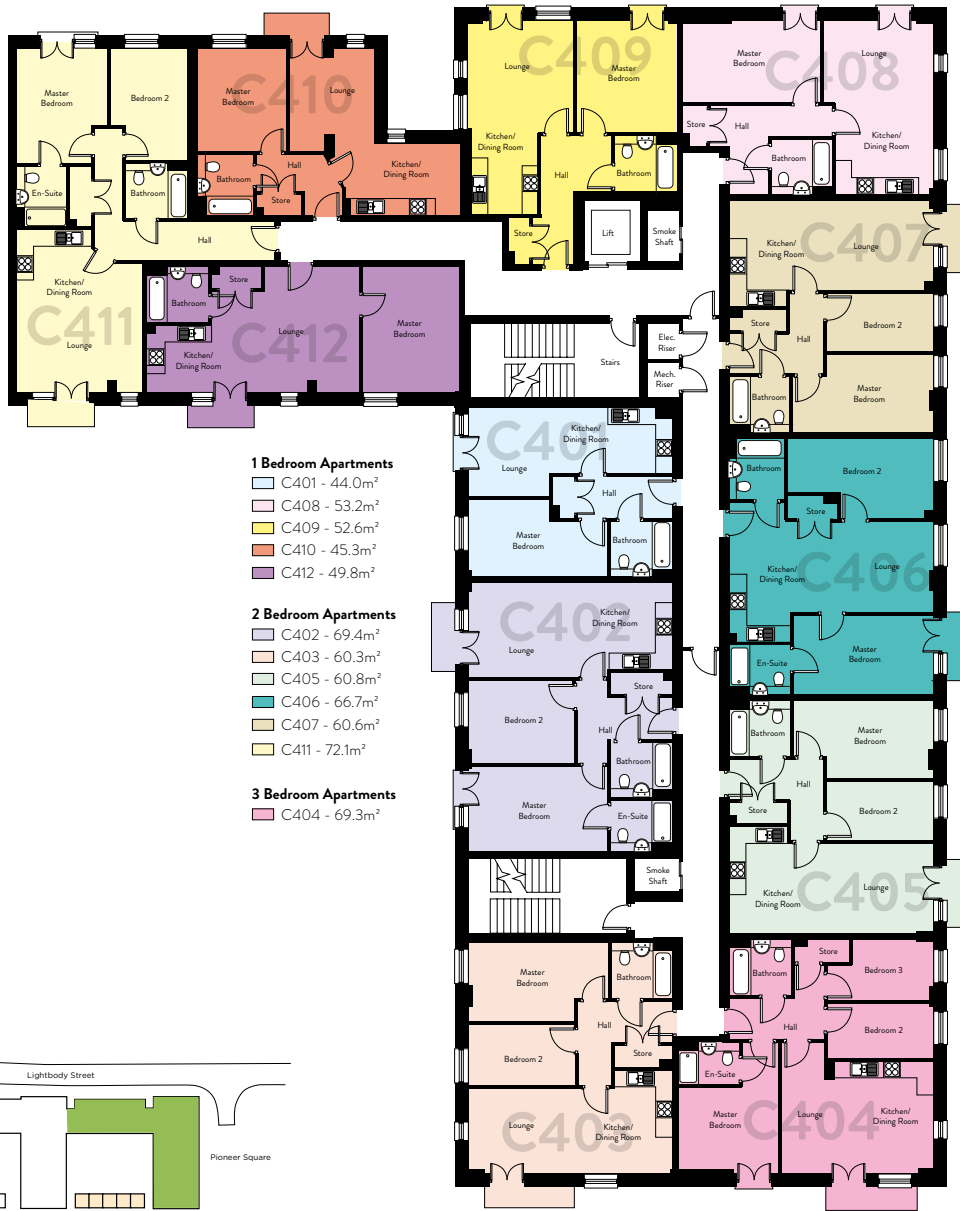 C409
Lounge
Master
Bedroom
Kitchen/
Dining Room
Hall
Bathroom
Store
C408
Master
Bedroom
Lounge
Store
Hall
Bathroom
Kitchen/
Dining Room
C410
Master
Bedroom
Lounge
Hall
Kitchen/
Dining Room
Bathroom
Store
Master
Bedroom
Bedroom 2
En-Suite
Bathroom
Hall
Kitchen/
Dining Room
C411
Lounge
Store
Bathroom
Lounge
C412
Master
Bedroom
Kitchen/
Dining Room
Lift
Smoke
Shaft
Stairs
Elec.
Riser
Mech.
Riser
C407
Kitchen/
Dining Room
Lounge
Store
Hall
Bedroom 2
Bathroom
Master
Bedroom
C401
Kitchen/
Dining Room
Lounge
Hall
Master
Bedroom
Bathroom
Bathroom
Bedroom 2
Store
Kitchen/
Dining Room
Lounge
C406
En-Suite
Master
Bedroom
C402
Kitchen/
Dining Room
Lounge
Store
Bedroom 2
Hall
Bathroom
Master
Bedroom
En-Suite
Bathroom
Master
Bedroom
Hall
Store
Bedroom 2
Kitchen/
Dining Room
Lounge
C405
Smoke
Shaft
Master
Bedroom
Bathroom
Hall
Bedroom 2
Store
Lounge
Kitchen/
Dining Room
C403
Store
Bathroom
Bedroom 3
Hall
Bedroom 2
En-Suite
Master
Bedroom
Lounge
Kitchen/
Dining Room
C404
1 Bedroom Apartments
C401 - 44.0m²
C408 - 53.2m²
C409 - 52.6m²
C410 - 45.3m²
C412 - 49.8m²
2 Bedroom Apartments
C402 - 69.4m²
C403 - 60.3m²
C405 - 60.8m²
C406 - 66.7m²
C407 - 60.6m²
C411 - 72.1m²
3 Bedroom Apartments
C404 - 69.3m²
Lightbody Street
Pioneer Square